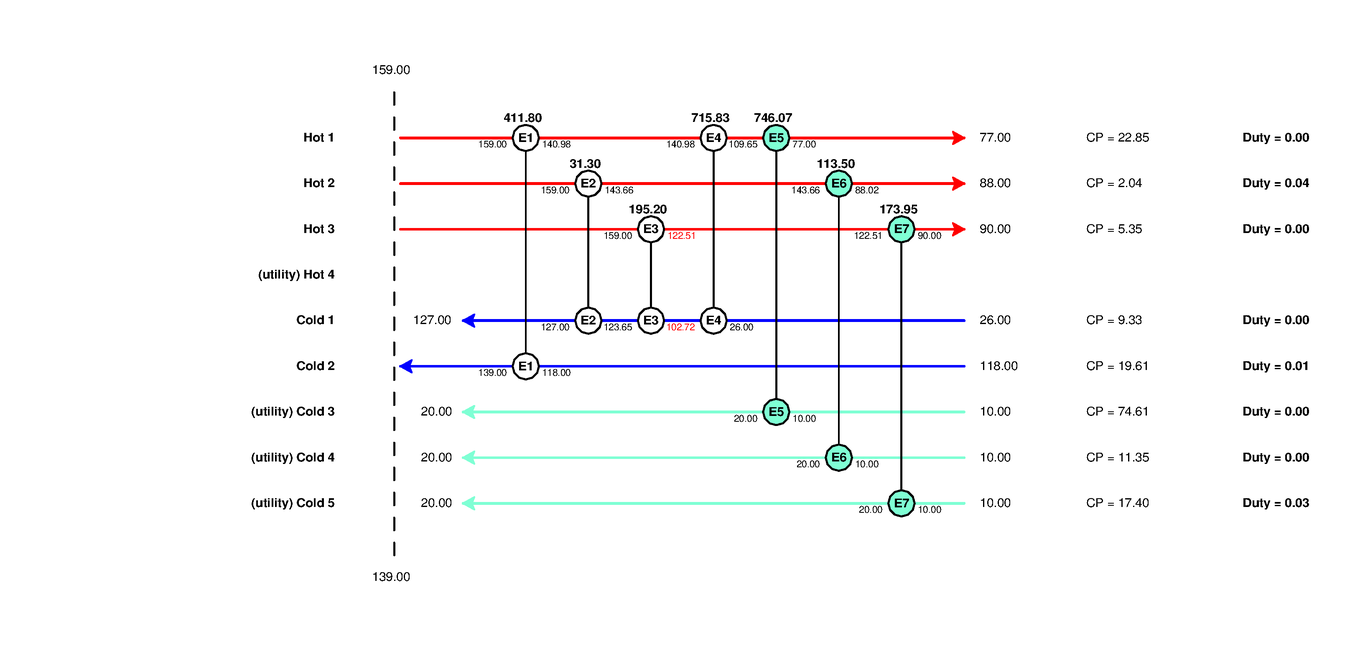 159.00
411.80 715.83 746.07
Hot 1 E1 E4 E5 77.00 CP = 22.85 Duty = 0.00
159.00 140.98 140.98 109.65 77.00
31.30 113.50
Hot 2 E2 E6 88.00 CP = 2.04 Duty = 0.04
159.00 143.66 143.66 88.02
195.20 173.95
Hot 3 E3 E7 90.00 CP = 5.35 Duty = 0.00
159.00 122.51 122.51 90.00
(utility) Hot 4
Cold 1 127.00 E2 E3 E4 26.00 CP = 9.33 Duty = 0.00
127.00 123.65 102.72 26.00
Cold 2 E1 118.00 CP = 19.61 Duty = 0.01
139.00 118.00
(utility) Cold 3 20.00 E5 10.00 CP = 74.61 Duty = 0.00
20.00 10.00
(utility) Cold 4 20.00 E6 10.00 CP = 11.35 Duty = 0.00
20.00 10.00
(utility) Cold 5 20.00 E7 10.00 CP = 17.40 Duty = 0.03
20.00 10.00
139.00